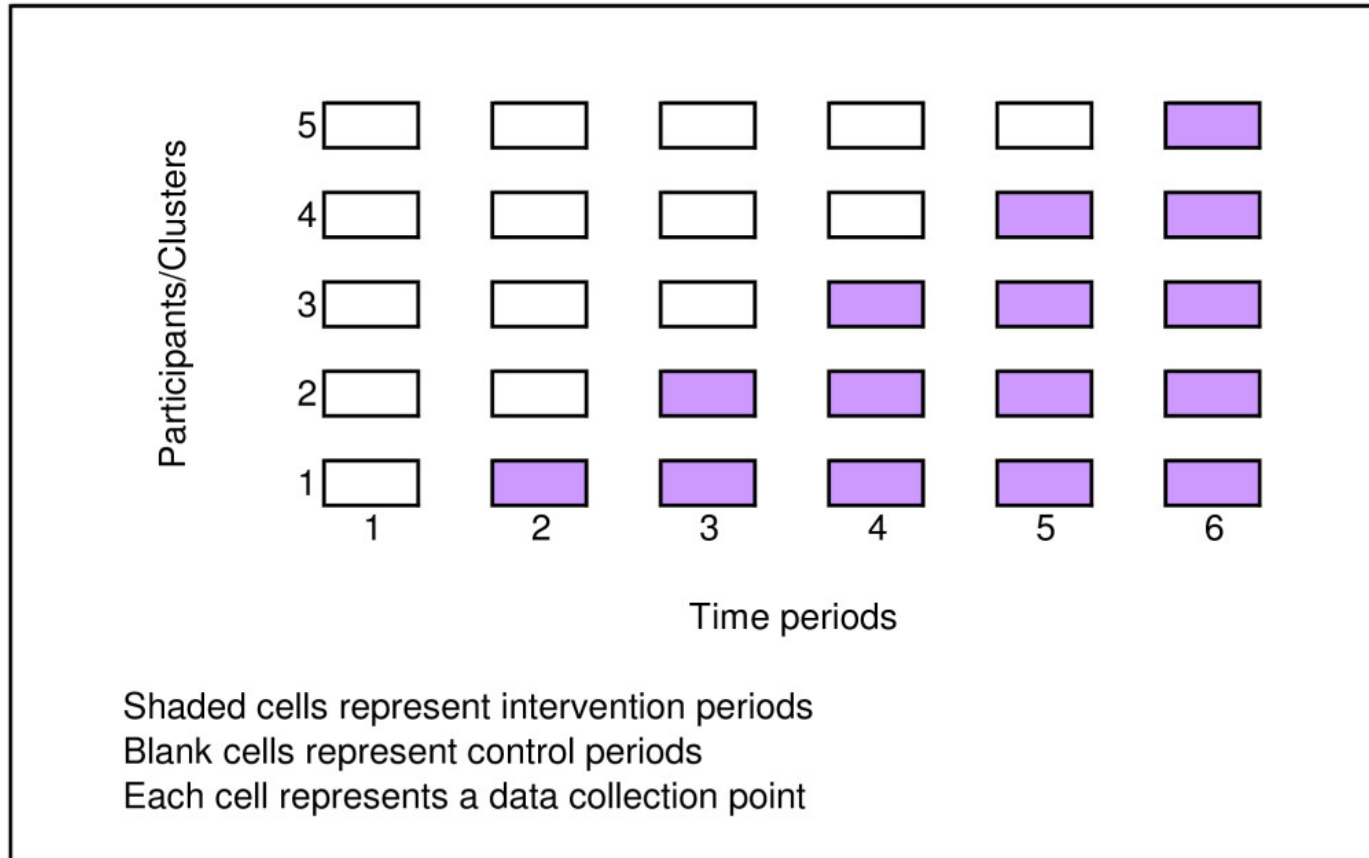 Participants/Clusters
5
4
3
2
1
1 2 3 4 5 6
Time periods
Shaded cells represent intervention periods
Blank cells represent control periods
Each cell represents a data collection point